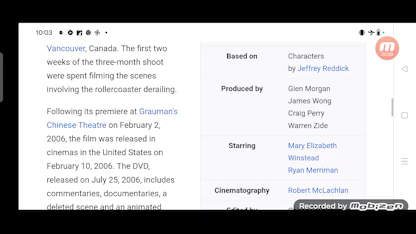 10:03
Vancouver, Canada. The first two
weeks of the three-month shoot
were spent filming the scenes
involving the rollercoaster derailing.
Following its premiere at Grauman's
Chinese Theatre on February 2,
2006, the film was released in
cinemas in the United States on
February 10, 2006. The DVD,
released on July 25, 2006, includes
commentaries, documentaries, a
deleted scene and an animated
Based on
Characters
by Jeffrey Reddick
Produced by
Glen Morgan
James Wong
Craig Perry
Warren Zide
Starring
Mary Elizabeth
Winstead
Ryan Merriman
Cinematography
Robert McLachlan
Edited by
Recorded by Mobizen